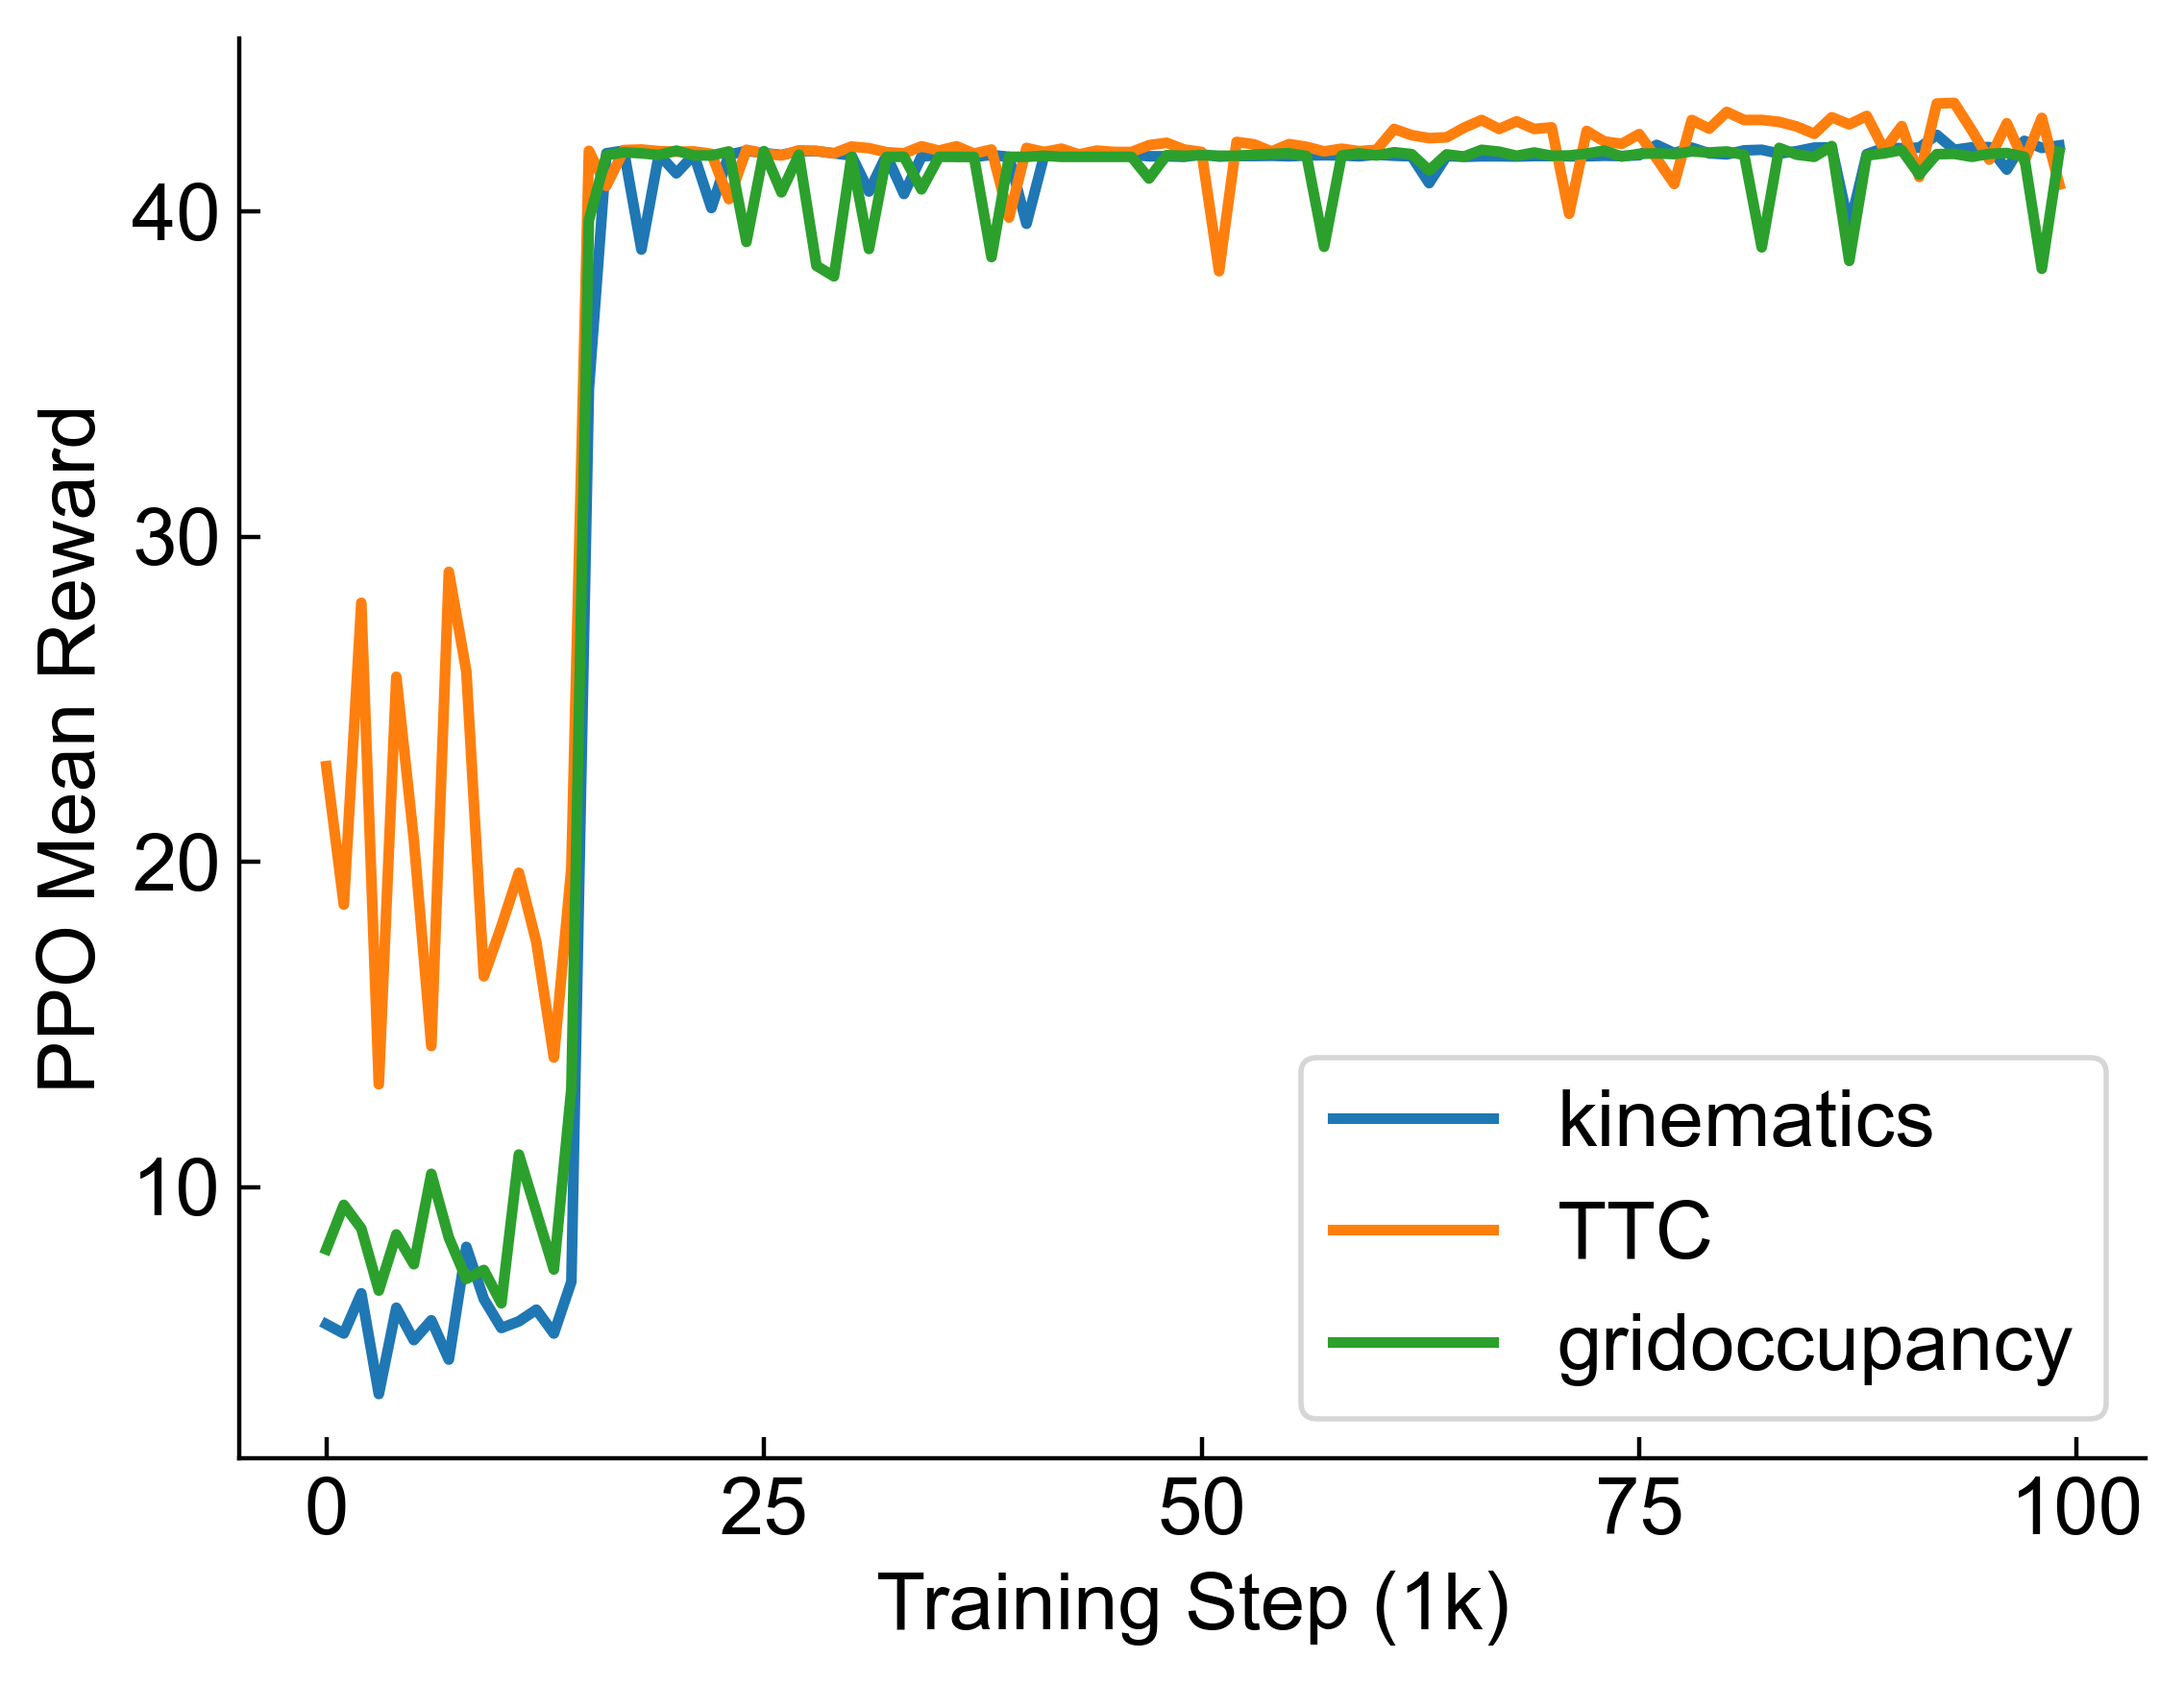 PPO Mean Reward
40
30
20
10
kinematics
TTC
gridoccupancy
0 25 50 75 100
Training Step (1k)